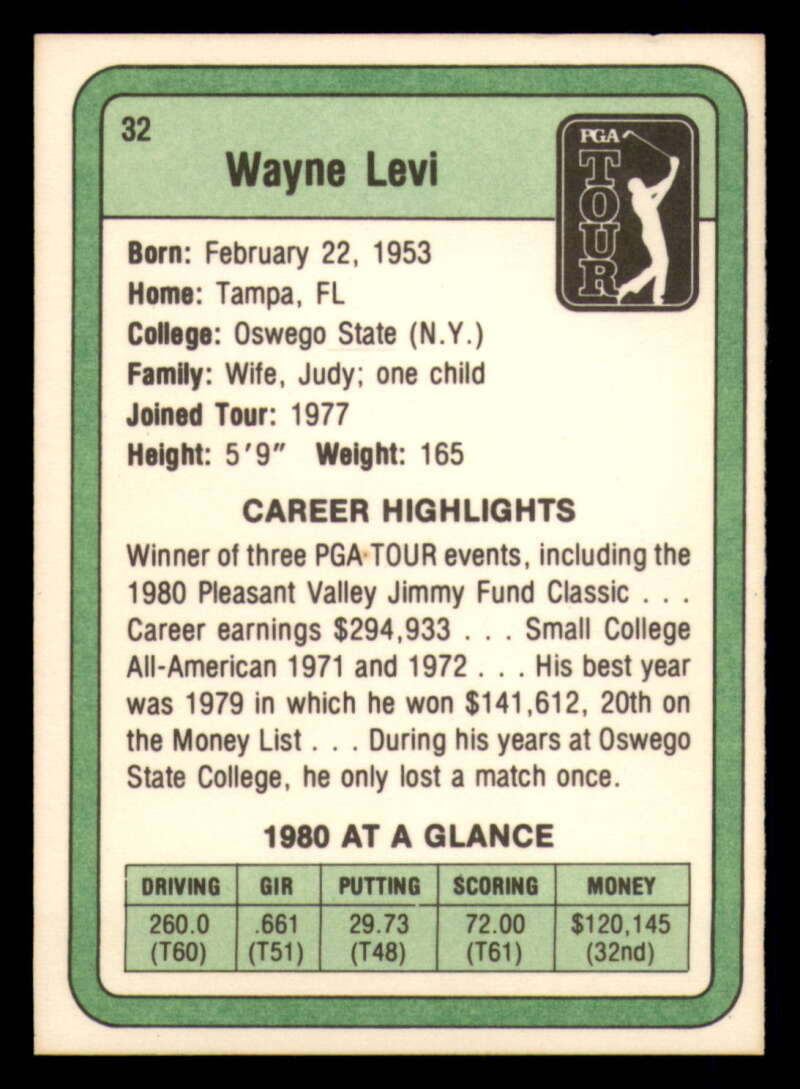 32
Wayne Levi
PGA
TOUR
Born: February 22, 1953
Home: Tampa, FL
College: Oswego State (N.Y.)
Family: Wife, Judy; one child
Joined Tour: 1977
Height: 5'9" Weight: 165
CAREER HIGHLIGHTS
Winner of three PGA TOUR events, including the
1980 Pleasant Valley Jimmy Fund Classic . . .
Career earnings $294,933 . . . Small College
All-American 1971 and 1972 . . . His best year
was 1979 in which he won $141,612, 20th on
the Money List . . . During his years at Oswego
State College, he only lost a match once.
1980 AT A GLANCE
DRIVING GIR PUTTING SCORING MONEY
260.0 .661 29.73 72.00 $120,145
(T60) (T51) (T48) (T61) (32nd)